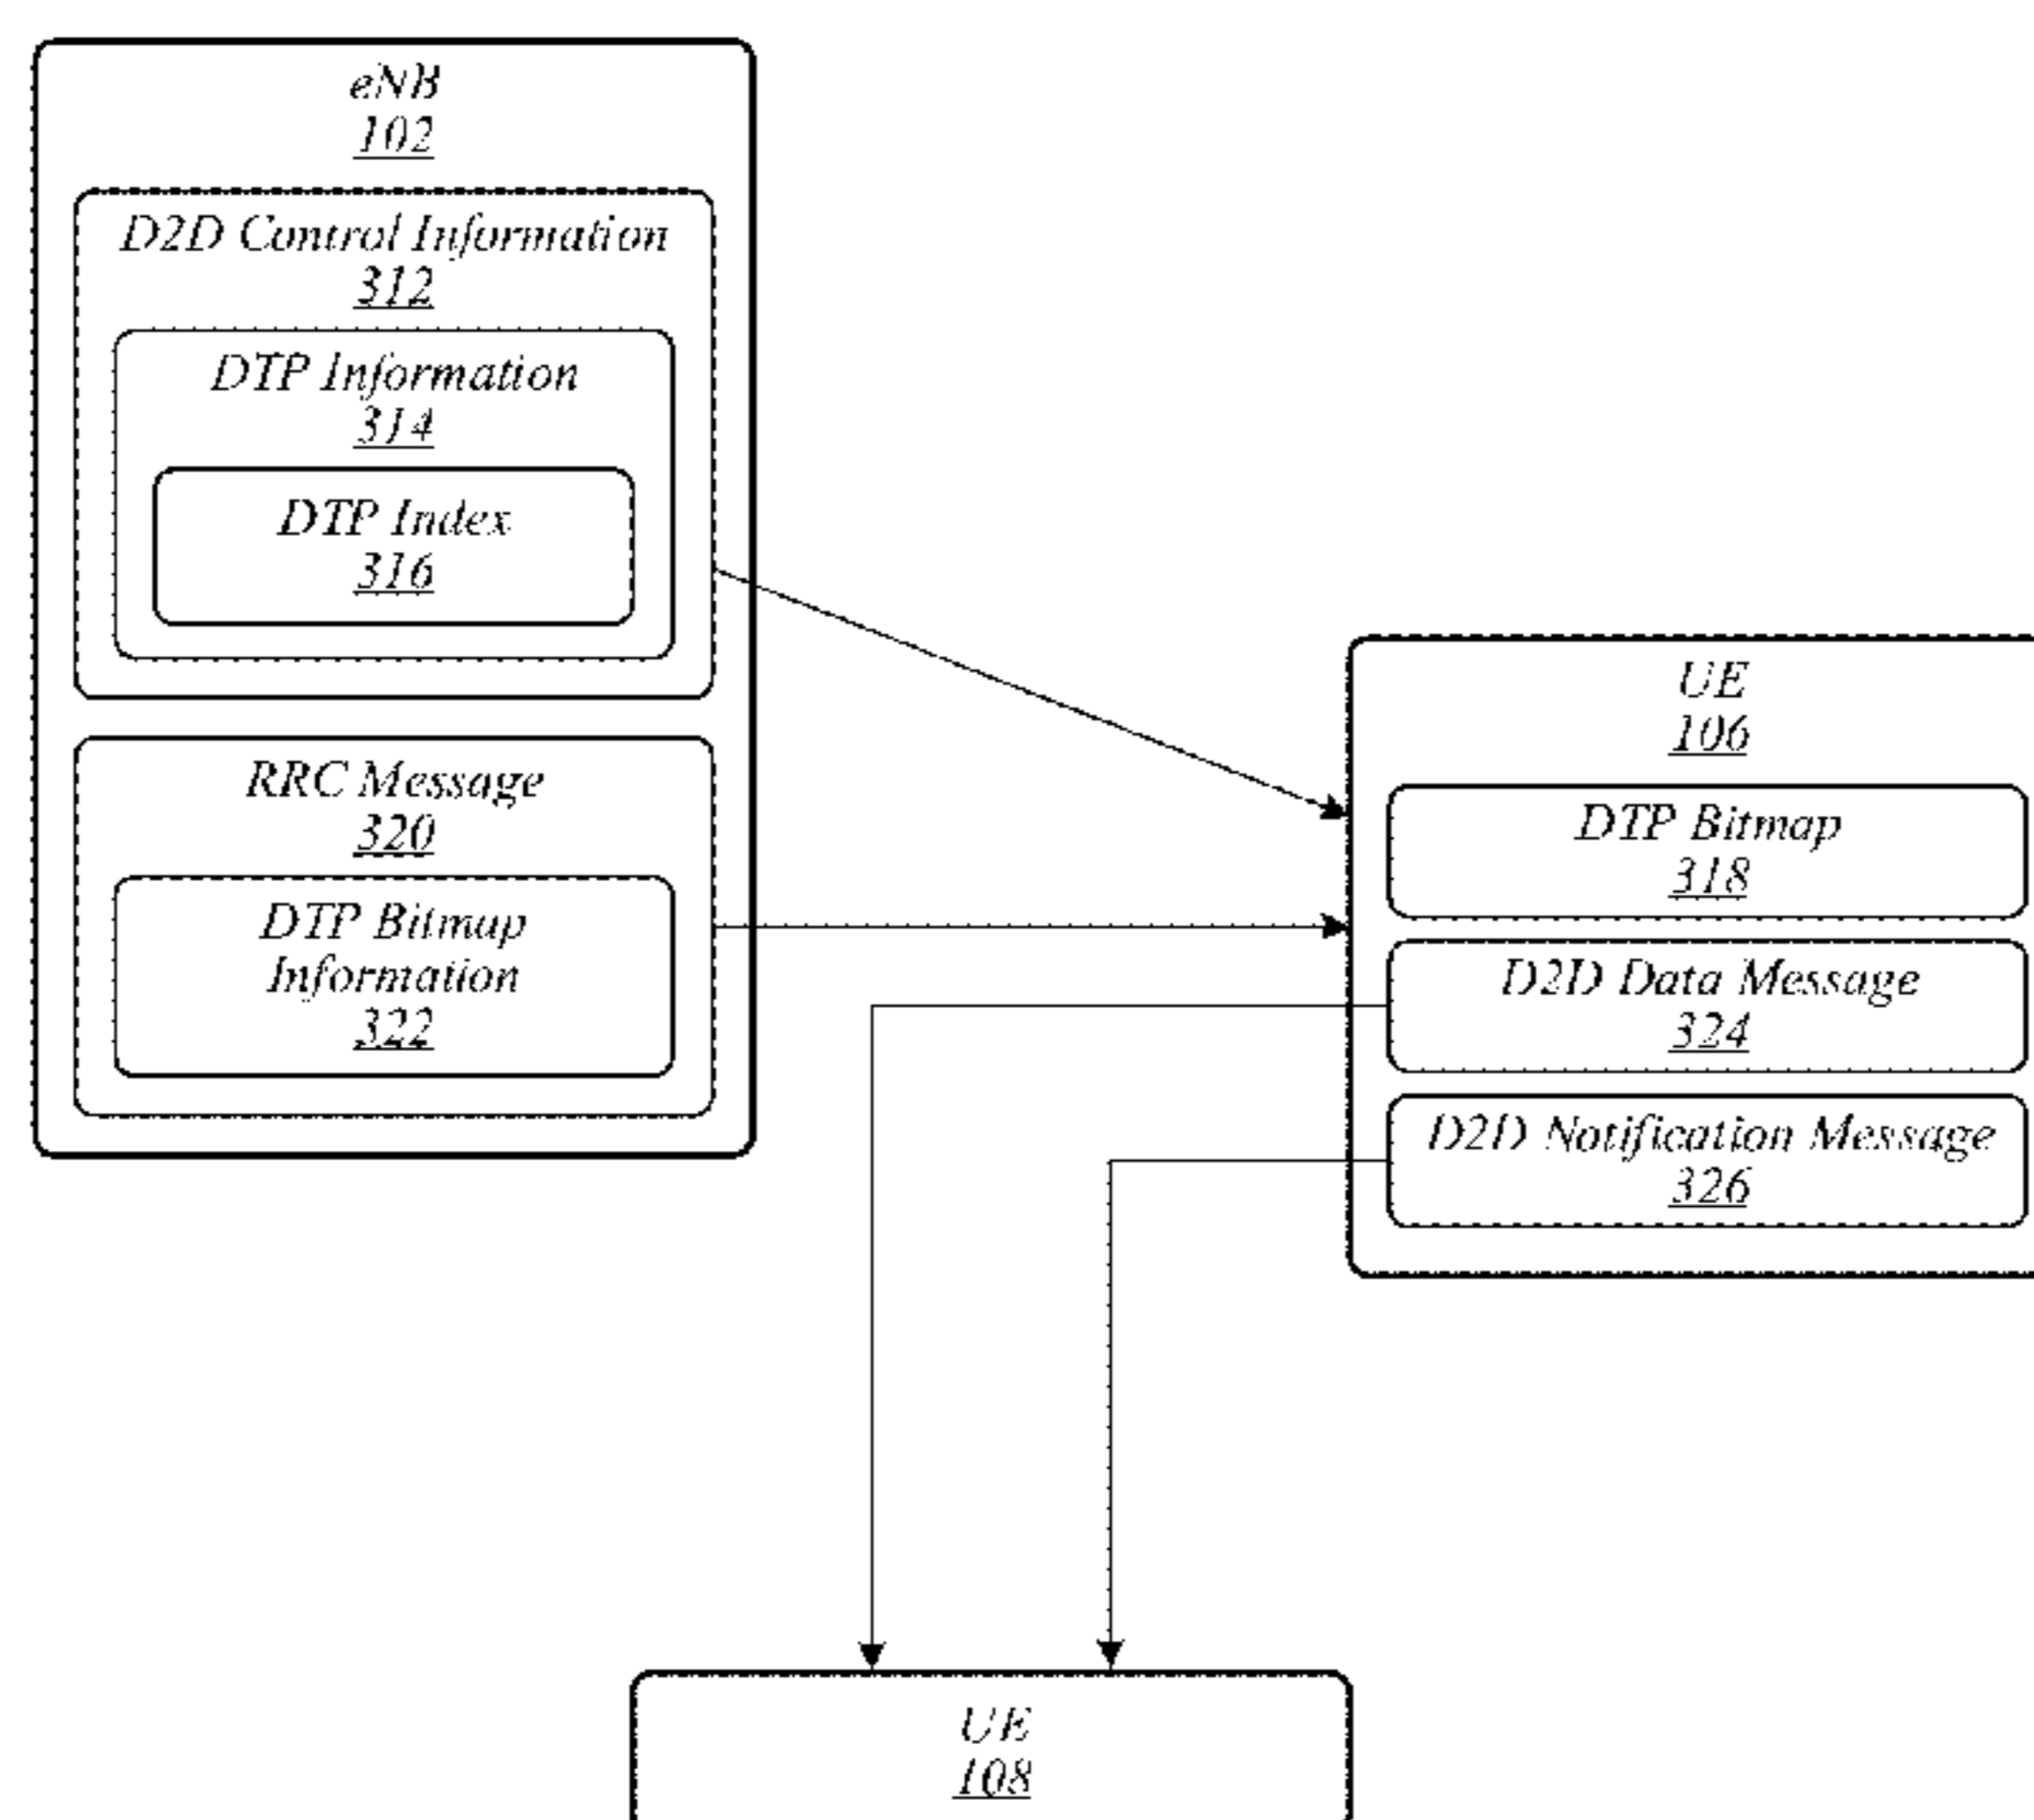 eNB
102
D2D Control Information
312
DTP Information
314
DTP Index
316
RRC Message
320
DTP Bitmap
Information
322
UE
106
DTP Bitmap
318
D2D Data Message
324
D2D Notification Message
326
UE
108